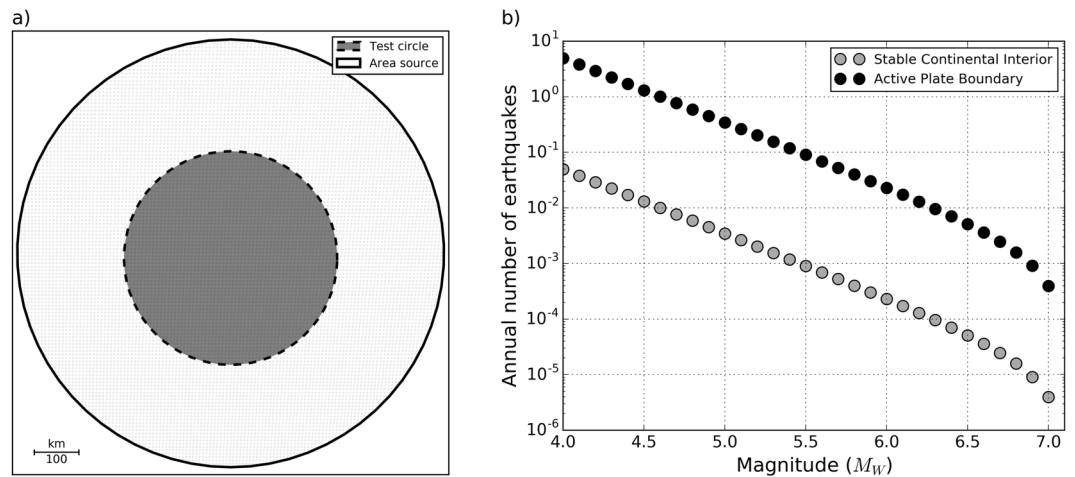 a)
Test circle
Area source
km
100
b)
Stable Continental Interior
Active Plate Boundary
Annual number of earthquakes
10^1
10^0
10^-1
10^-2
10^-3
10^-4
10^-5
10^-6
4.0 4.5 5.0 5.5 6.0 6.5 7.0
Magnitude (M_W)